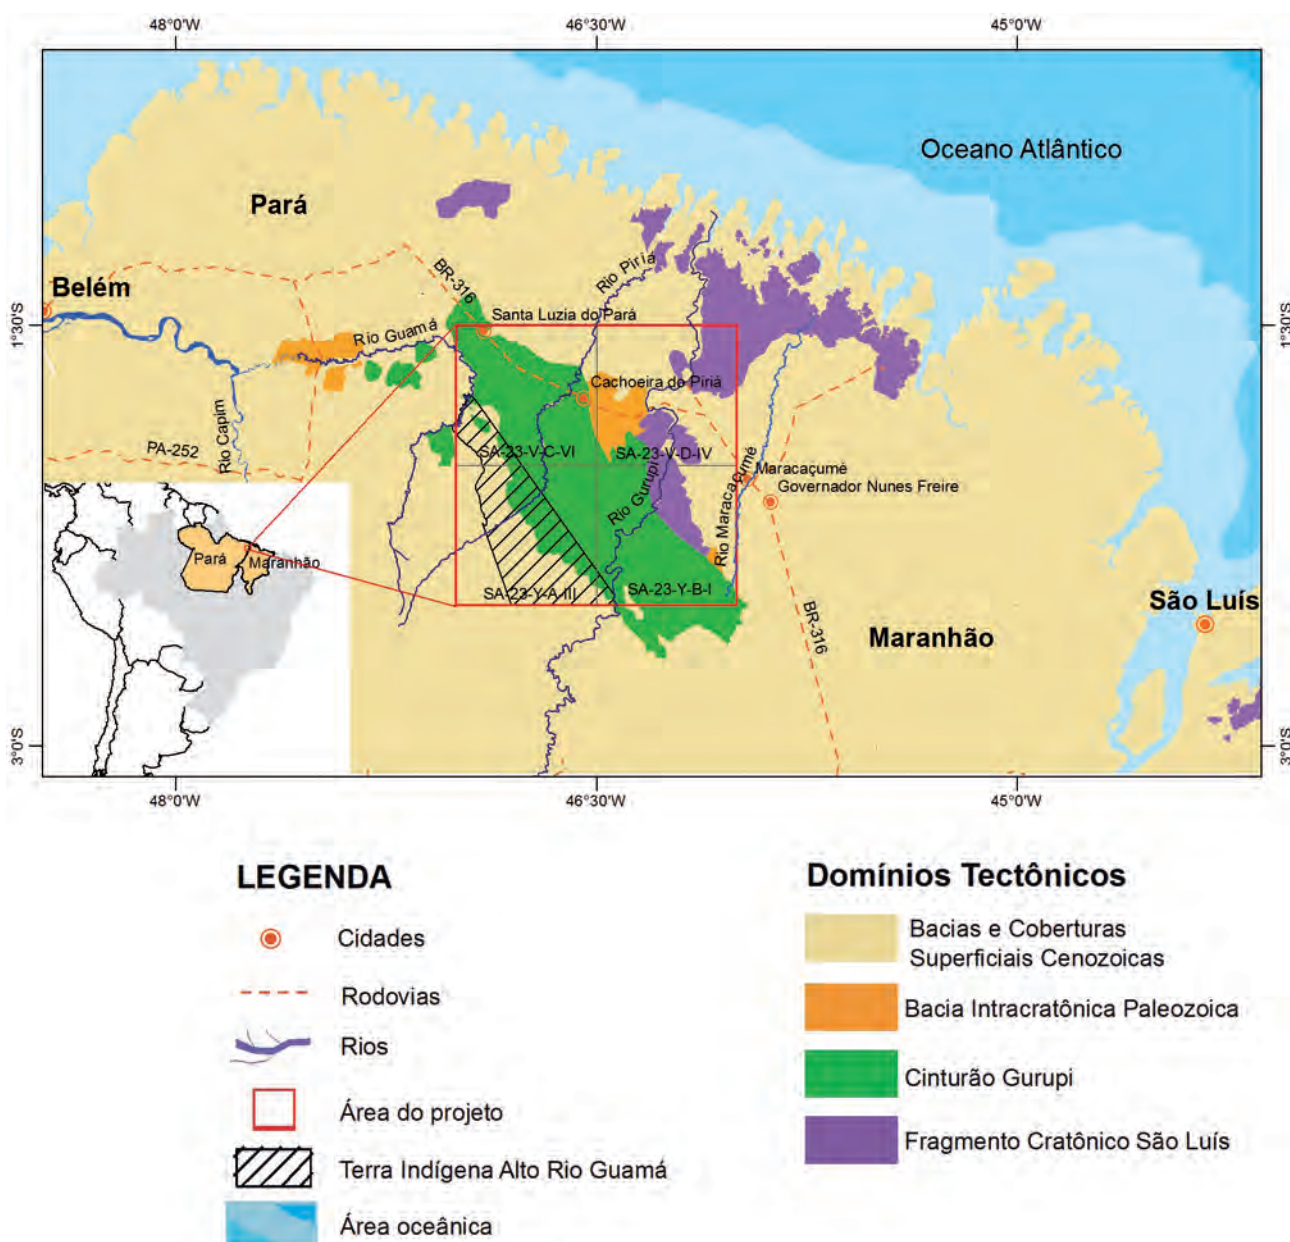 48°0'W
46°30'W
45°0'W
Oceano Atlântico
Pará
Rio Piriá
BR-316
Belém
Santa Luzia do Pará
1°30'S
1°30'S
Rio Guamá
Cachoeira do Piriá
Rio Capim
PA-252
SA-23-V-C-VI
SA-23-V-D-IV
Maracaçumé
Governador Nunes Freire
Rio Gurupi
Rio Maracaçumé
Pará
Maranhão
SA-23-Y-A-III
SA-23-Y-B-I
São Luís
Maranhão
BR-316
3°0'S
3°0'S
48°0'W
46°30'W
45°0'W
LEGENDA
Cidades
Rodovias
Rios
Área do projeto
Terra Indígena Alto Rio Guamá
Área oceânica
Domínios Tectônicos
Bacias e Coberturas
Superficiais Cenozoicas
Bacia Intracratônica Paleozoica
Cinturão Gurupi
Fragmento Cratônico São Luís